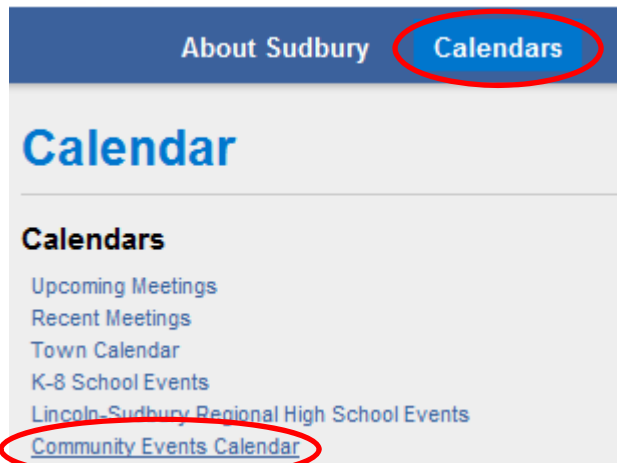 About Sudbury Calendars
Calendar
Calendars
Upcoming Meetings
Recent Meetings
Town Calendar
K-8 School Events
Lincoln-Sudbury Regional High School Events
Community Events Calendar